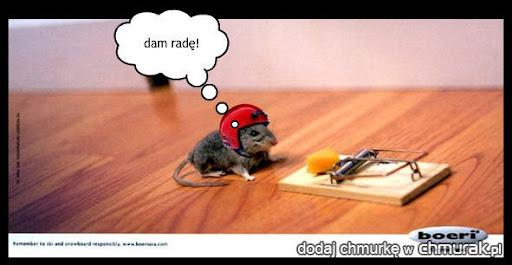 dam radę!
boeri
Remember to ski and snowboard responsibly. www.boeriusa.com
dodaj chmurkę w chmurak.pl